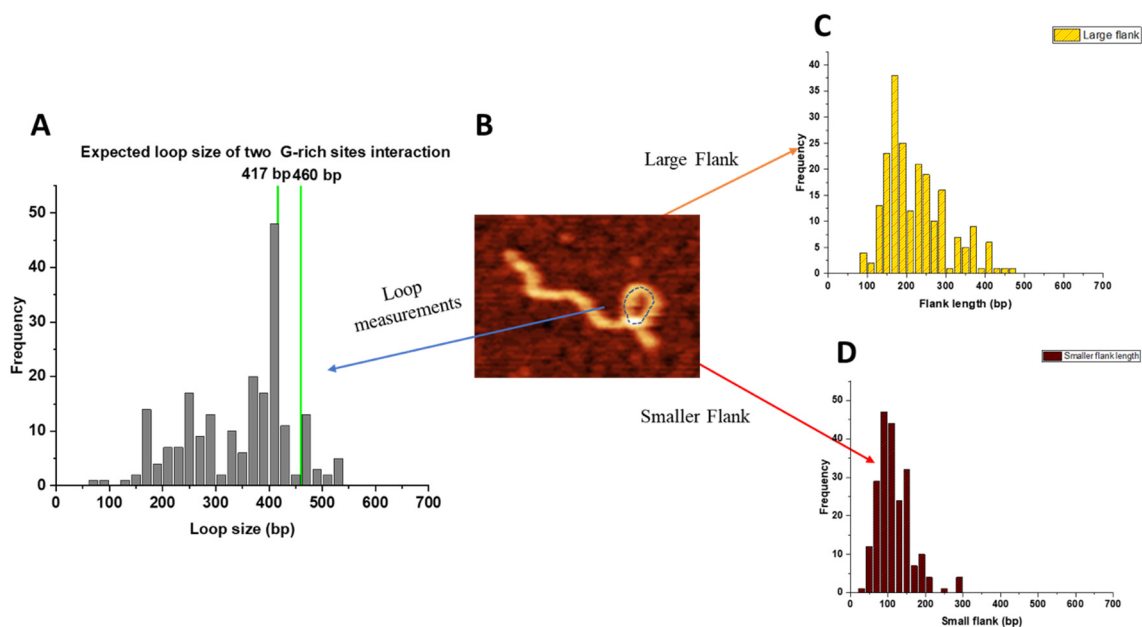 A
Expected loop size of two G-rich sites interaction
417 bp 460 bp
Frequency
50
40
30
20
10
0
0 100 200 300 400 500 600 700
Loop size (bp)
B
Large Flank
Loop
measurements
Smaller Flank
C
Large flank
Frequency
40
35
30
25
20
15
10
5
0
0 100 200 300 400 500 600 700
Flank length (bp)
D
Smaller flank length
Frequency
50
40
30
20
10
0
0 100 200 300 400 500 600 700
Small flank (bp)